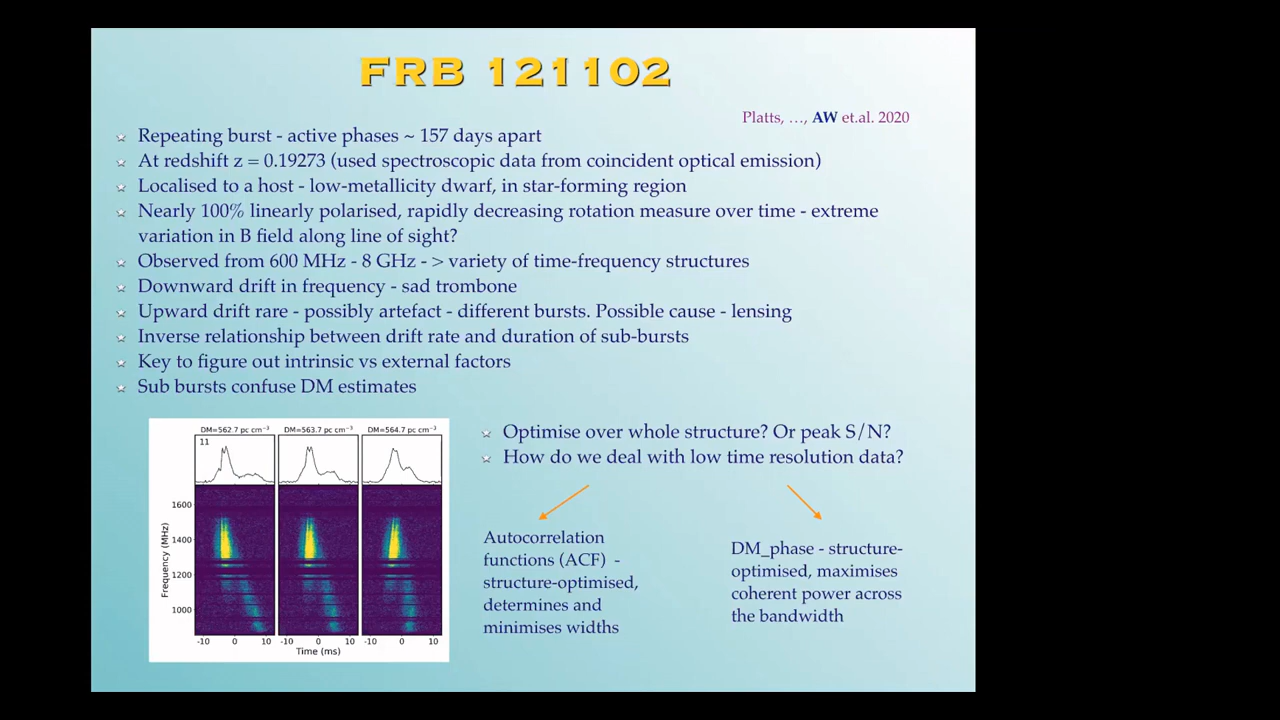 FRB 121102
Platts, ..., AW et.al. 2020
Repeating burst - active phases ~ 157 days apart
At redshift z = 0.19273 (used spectroscopic data from coincident optical emission)
Localised to a host - low-metallicity dwarf, in star-forming region
Nearly 100% linearly polarised, rapidly decreasing rotation measure over time - extreme
variation in B field along line of sight?
Observed from 600 MHz - 8 GHz - > variety of time-frequency structures
Downward drift in frequency - sad trombone
Upward drift rare - possibly artefact - different bursts. Possible cause - lensing
Inverse relationship between drift rate and duration of sub-bursts
Key to figure out intrinsic vs external factors
Sub bursts confuse DM estimates
DM=562.7 pc cm⁻³ DM=563.7 pc cm⁻³ DM=564.7 pc cm⁻³
11
1600
1400
1200
1000
Frequency (MHz)
-10 0 10 -10 0 10 -10 0 10
Time (ms)
Optimise over whole structure? Or peak S/N?
How do we deal with low time resolution data?
Autocorrelation
functions (ACF) -
structure-optimised,
determines and
minimises widths
DM_phase - structure-
optimised, maximises
coherent power across
the bandwidth